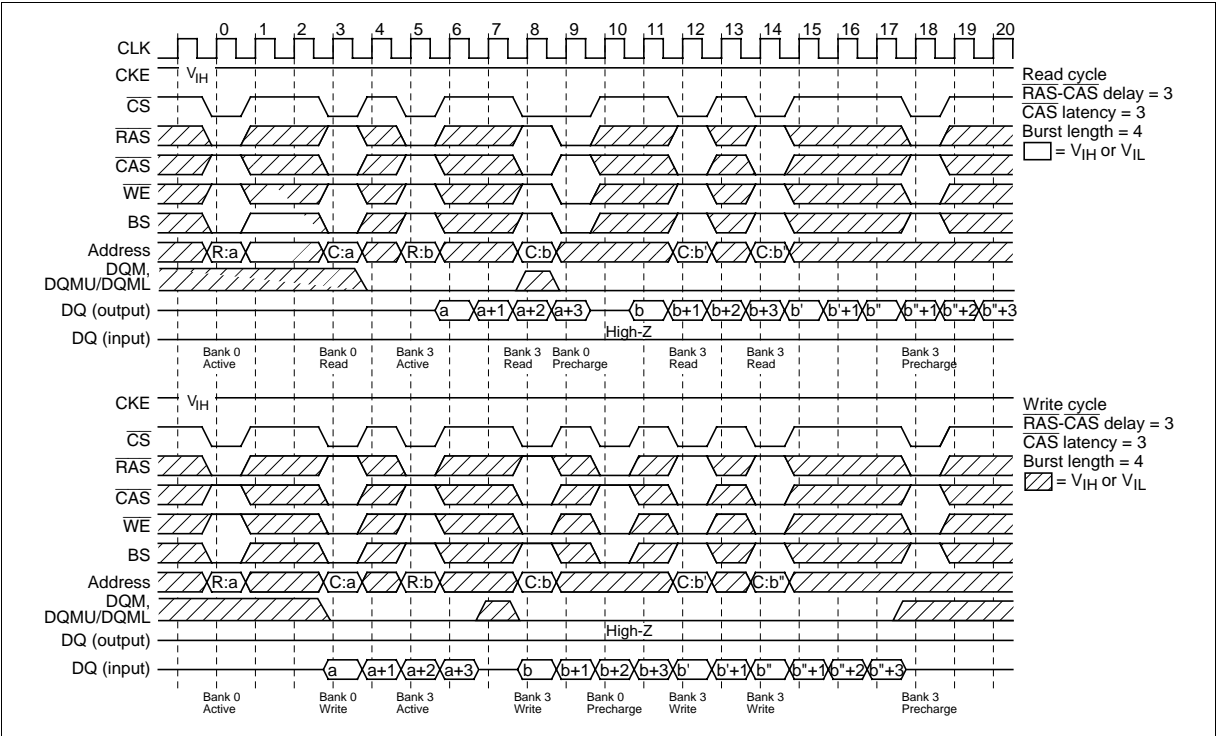 0 1 2 3 4 5 6 7 8 9 10 11 12 13 14 15 16 17 18 19 20
CLK
CKE VIH
CS
RAS
CAS
WE
BS
Address R:a C:a R:b C:b C:b' C:b'
DQM,
DQMU/DQML
DQ (output) a a+1 a+2 a+3 b b+1 b+2 b+3 b' b'+1 b" b"+1 b"+2 b"+3
High-Z
DQ (input)
Bank 0 Active
Bank 0 Read
Bank 3 Active
Bank 3 Read
Bank 0 Precharge
Bank 3 Read
Bank 3 Read
Bank 3 Precharge
Read cycle
RAS-CAS delay = 3
CAS latency = 3
Burst length = 4
= VIH or VIL
CKE VIH
CS
RAS
CAS
WE
BS
Address R:a C:a R:b C:b C:b' C:b"
DQM,
DQMU/DQML
High-Z
DQ (output)
DQ (input) a a+1 a+2 a+3 b b+1 b+2 b+3 b' b'+1 b" b"+1 b"+2 b"+3
Bank 0 Active
Bank 0 Write
Bank 3 Active
Bank 3 Write
Bank 0 Precharge
Bank 3 Write
Bank 3 Write
Bank 3 Precharge
Write cycle
RAS-CAS delay = 3
CAS latency = 3
Burst length = 4
= VIH or VIL